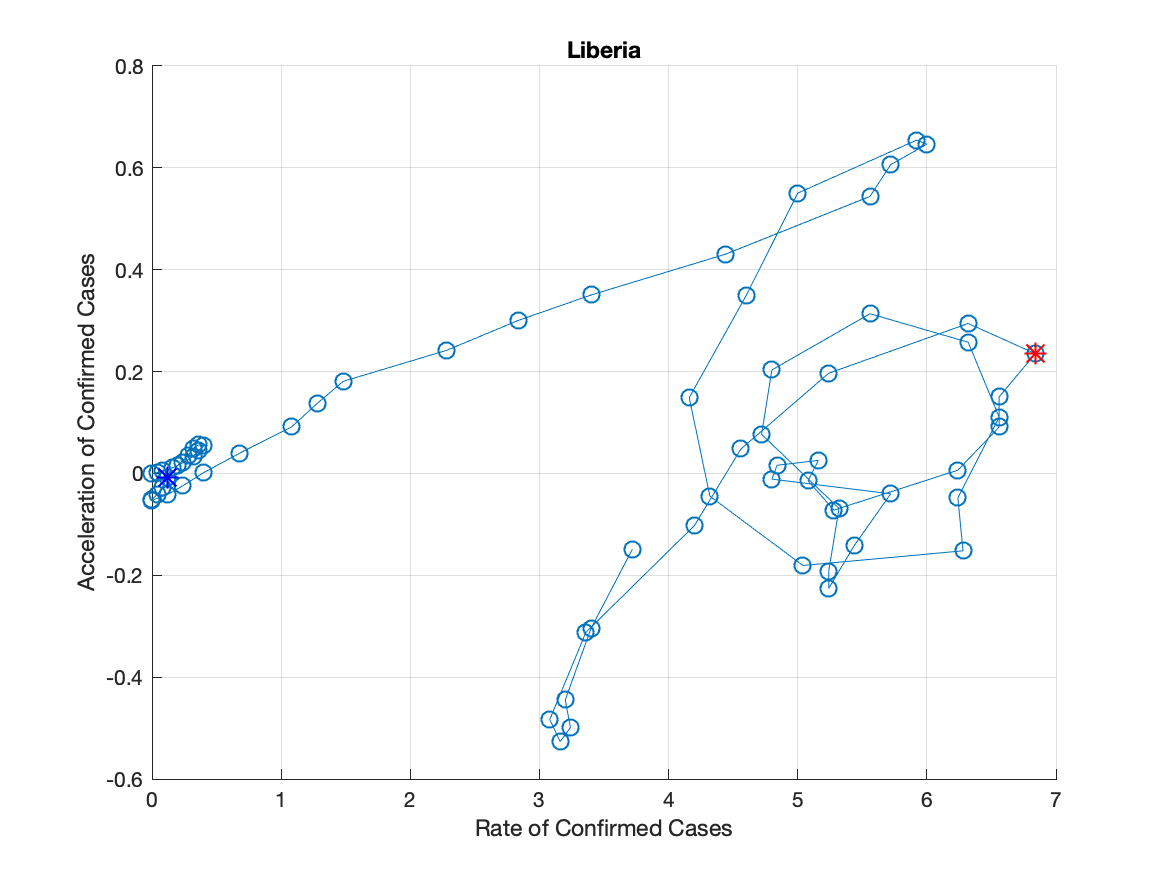 Liberia
Acceleration of Confirmed Cases
0.8
0.6
0.4
0.2
0
-0.2
-0.4
-0.6
0 1 2 3 4 5 6 7
Rate of Confirmed Cases